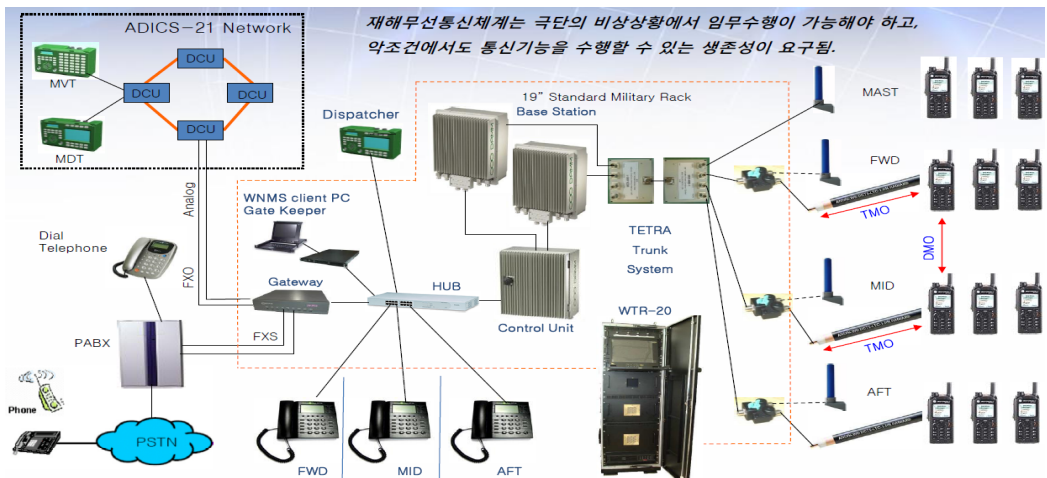 ADICS-21 Network
재해무선통신체계는 극단의 비상상황에서 임무수행이 가능해야 하고,
악조건에서도 통신기능을 수행할 수 있는 생존성이 요구됨.
DCU
MVT
DCU
DCU
MDT
DCU
Dispatcher
19" Standard Military Rack
Base Station
MAST
FWD
TMO
DMO
Analog
FXO
WNMS client PC
Gate Keeper
Dial
Telephone
Gateway
HUB
TETRA
Trunk
System
MID
TMO
Control Unit
WTR-20
FXS
PABX
Phone
PSTN
FWD
MID
AFT
AFT